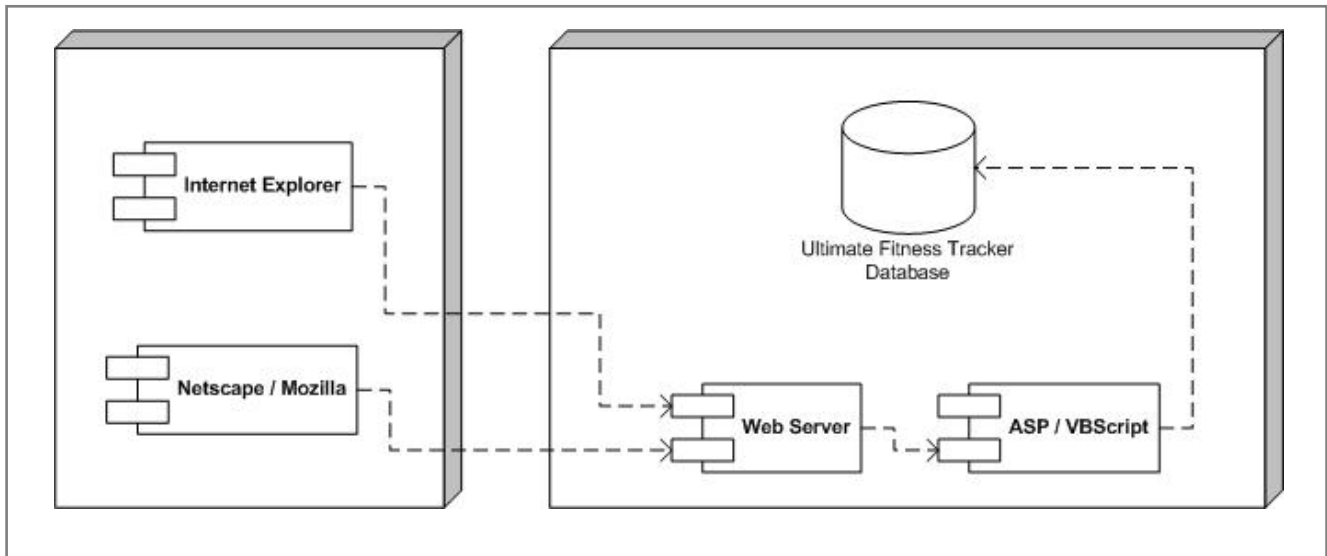 Internet Explorer
Netscape / Mozilla
Ultimate Fitness Tracker
Database
Web Server
ASP / VBScript